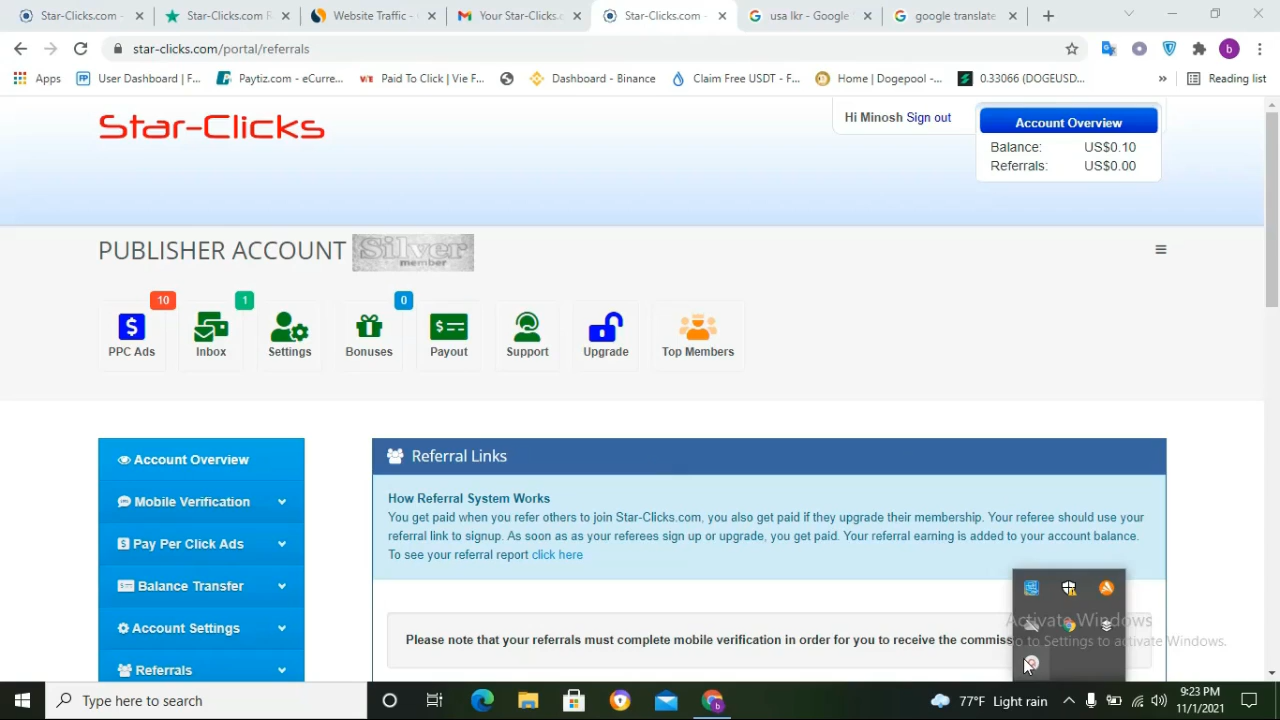 Star-Clicks.com -
Star-Clicks.com R
Website Traffic -
Your Star-Clicks.c
Star-Clicks.com -
usa lkr - Google
google translate
star-clicks.com/portal/referrals
b
Apps
User Dashboard | F...
Paytiz.com - eCurre...
Paid To Click | Vie F...
Dashboard - Binance
Claim Free USDT - F...
Home | Dogepool -...
0.33066 (DOGEUSD...
»
Reading list
Star-Clicks
Hi Minosh Sign out
Account Overview
Balance: US$0.10
Referrals: US$0.00
PUBLISHER ACCOUNT Silver member
10
1
0
PPC Ads
Inbox
Settings
Bonuses
Payout
Support
Upgrade
Top Members
Account Overview
Mobile Verification
Pay Per Click Ads
Balance Transfer
Account Settings
Referrals
Referral Links
How Referral System Works
You get paid when you refer others to join Star-Clicks.com, you also get paid if they upgrade their membership. Your referee should use your
referral link to signup. As soon as as your referees sign up or upgrade, you get paid. Your referral earning is added to your account balance.
To see your referral report click here
Please note that your referrals must complete mobile verification in order for you to receive the commiss
Activate Windows
o to Settings to activate Windows.
Type here to search
77°F Light rain
9:23 PM
11/1/2021